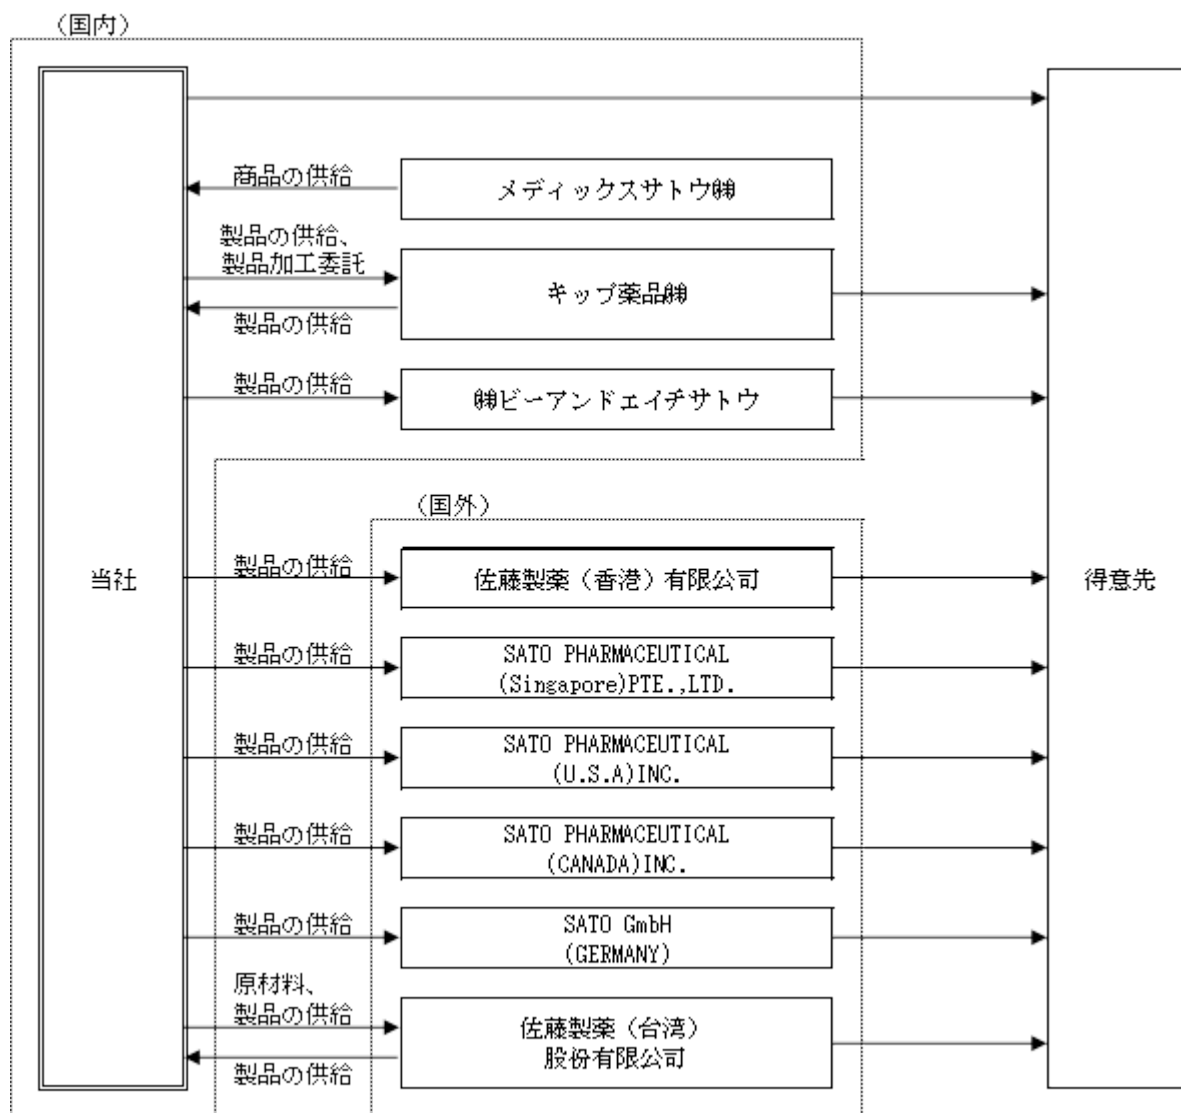 （国内）
商品の供給
メディックスサトウ㈱
製品の供給、
製品加工委託
キップ薬品㈱
製品の供給
製品の供給
㈱ビーアンドエイチサトウ
（国外）
当社
製品の供給
佐藤製薬（香港）有限公司
得意先
製品の供給
SATO PHARMACEUTICAL
(Singapore)PTE.,LTD.
製品の供給
SATO PHARMACEUTICAL
(U.S.A)INC.
製品の供給
SATO PHARMACEUTICAL
(CANADA)INC.
製品の供給
SATO GmbH
(GERMANY)
原材料、
製品の供給
佐藤製薬（台湾）
股份有限公司
製品の供給